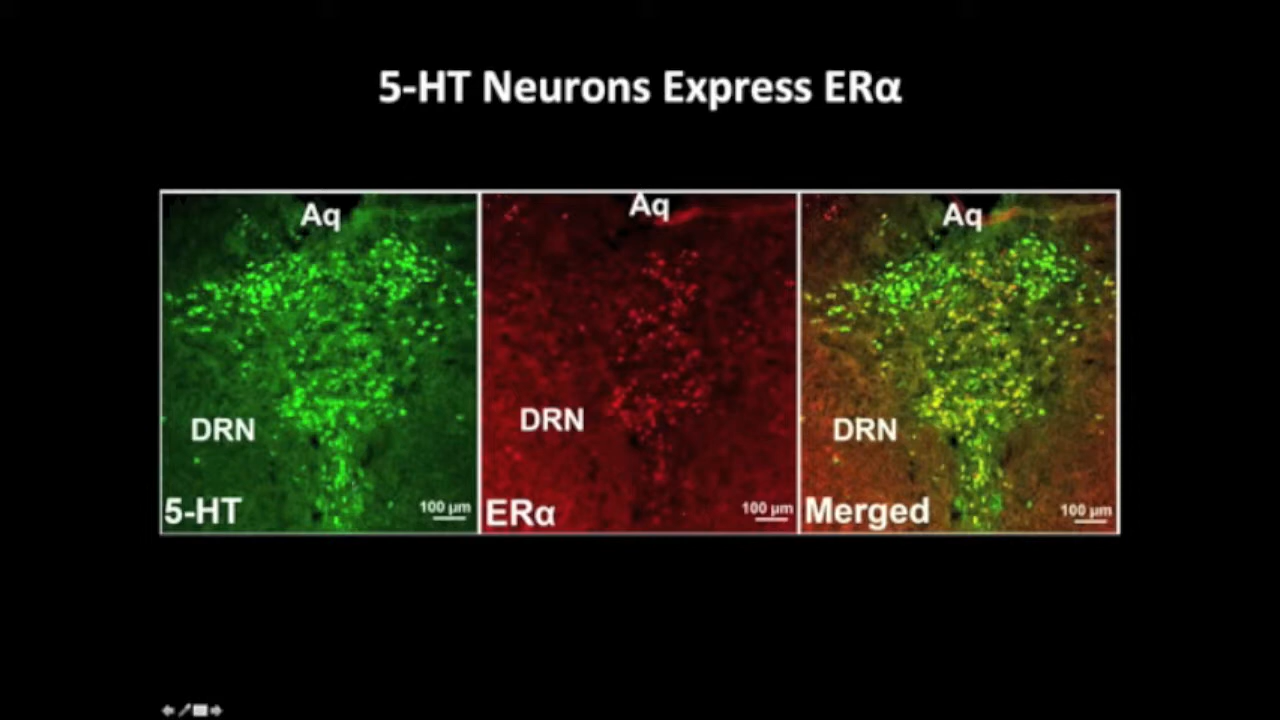 5-HT Neurons Express ERα
Aq
DRN
5-HT
100 µm
Aq
DRN
ERα
100 µm
Aq
DRN
Merged
100 µm